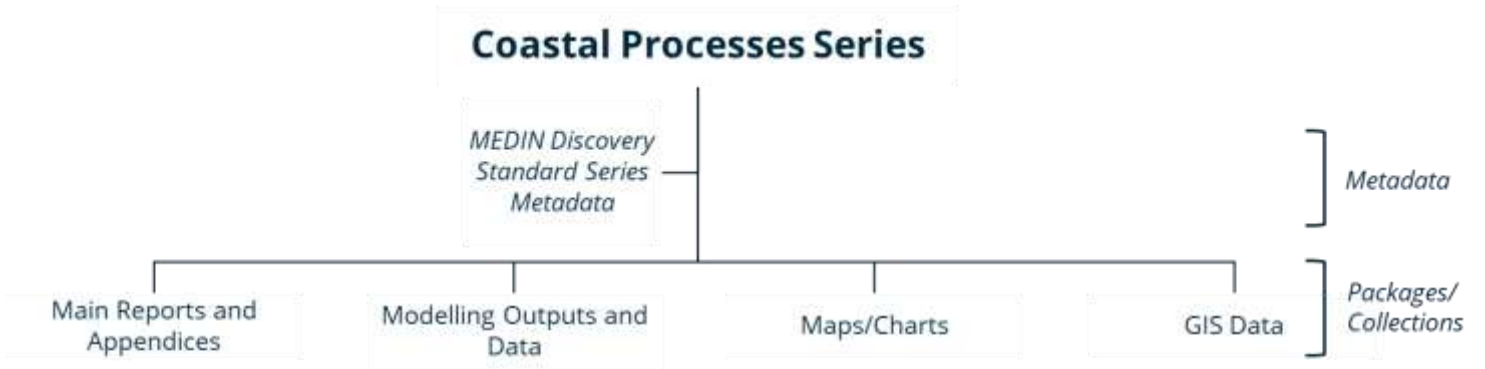 Coastal Processes Series
MEDIN Discovery
Standard Series
Metadata
Metadata
Main Reports and
Appendices
Modelling Outputs and
Data
Maps/Charts
GIS Data
Packages/
Collections